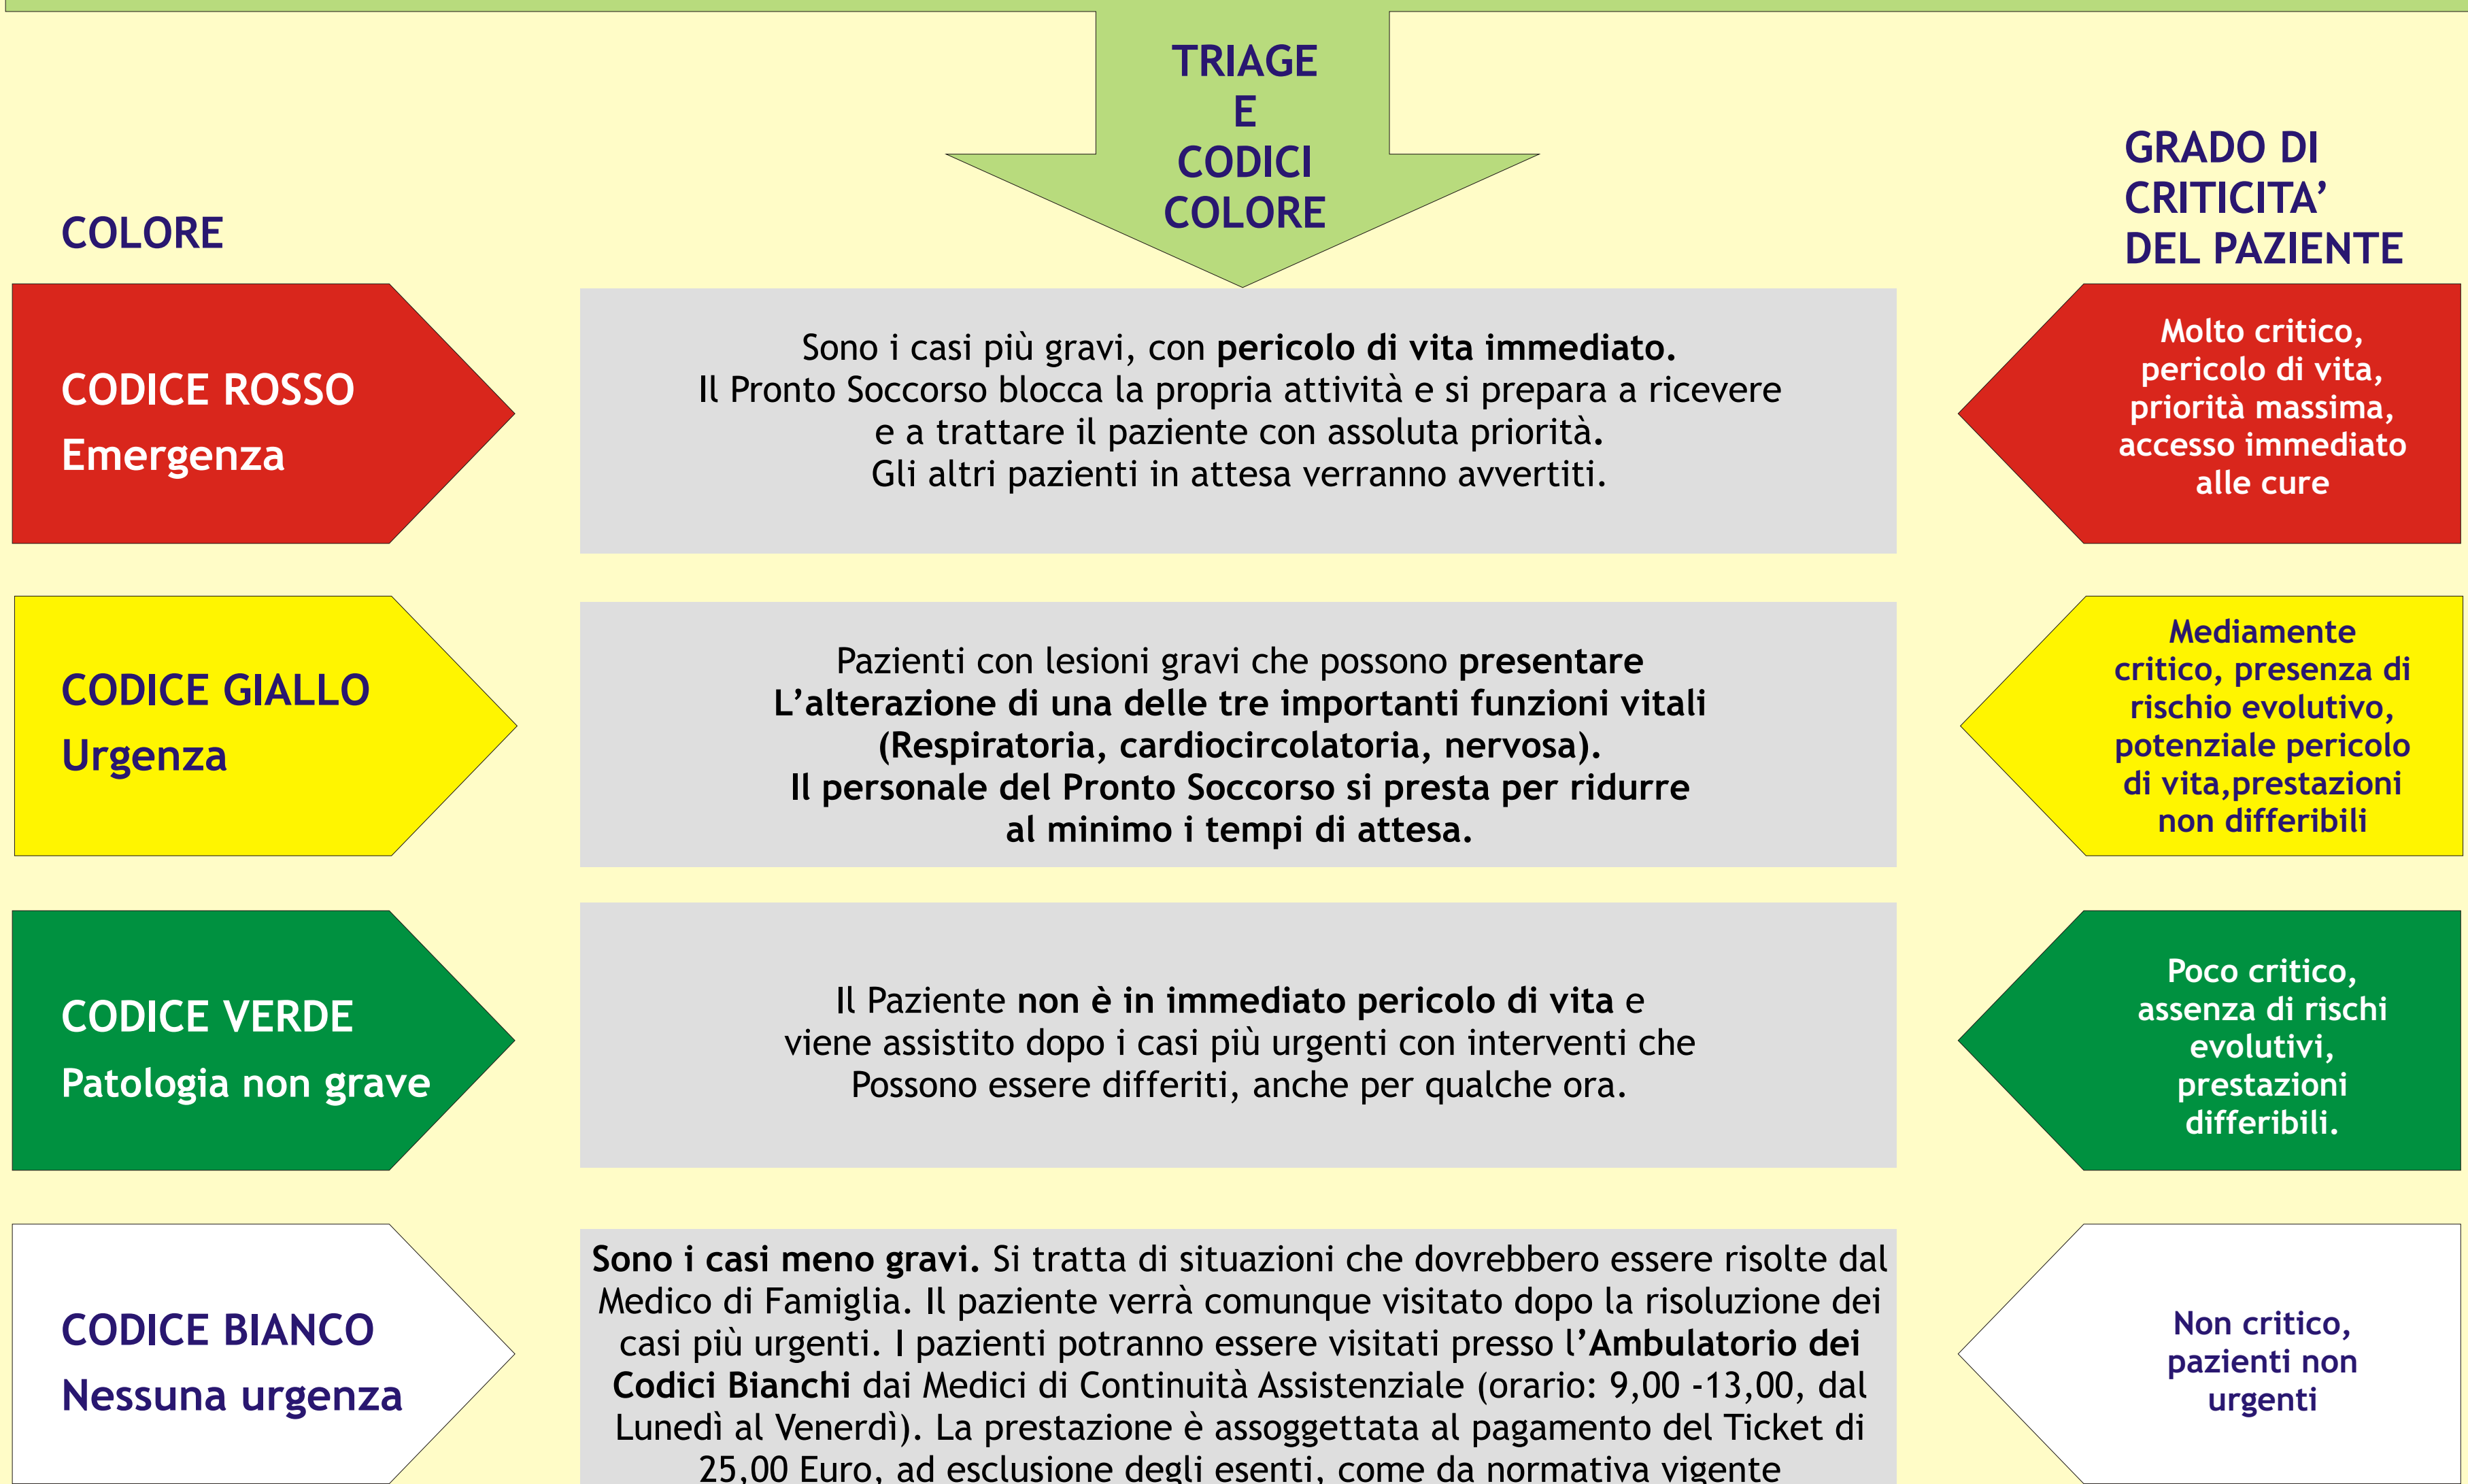 TRIAGE
E
CODICI
COLORE
COLORE
GRADO DI
CRITICITA’
DEL PAZIENTE
CODICE ROSSO
Emergenza
Sono i casi più gravi, con pericolo di vita immediato.
Il Pronto Soccorso blocca la propria attività e si prepara a ricevere
e a trattare il paziente con assoluta priorità.
Gli altri pazienti in attesa verranno avvertiti.
Molto critico,
pericolo di vita,
priorità massima,
accesso immediato
alle cure
CODICE GIALLO
Urgenza
Pazienti con lesioni gravi che possono presentare
L’alterazione di una delle tre importanti funzioni vitali
(Respiratoria, cardiocircolatoria, nervosa).
Il personale del Pronto Soccorso si presta per ridurre
al minimo i tempi di attesa.
Mediamente
critico, presenza di
rischio evolutivo,
potenziale pericolo
di vita,prestazioni
non differibili
CODICE VERDE
Patologia non grave
Il Paziente non è in immediato pericolo di vita e
viene assistito dopo i casi più urgenti con interventi che
Possono essere differiti, anche per qualche ora.
Poco critico,
assenza di rischi
evolutivi,
prestazioni
differibili.
CODICE BIANCO
Nessuna urgenza
Sono i casi meno gravi. Si tratta di situazioni che dovrebbero essere risolte dal
Medico di Famiglia. Il paziente verrà comunque visitato dopo la risoluzione dei
casi più urgenti. I pazienti potranno essere visitati presso l’Ambulatorio dei
Codici Bianchi dai Medici di Continuità Assistenziale (orario: 9,00 -13,00, dal
Lunedì al Venerdì). La prestazione è assoggettata al pagamento del Ticket di
25,00 Euro, ad esclusione degli esenti, come da normativa vigente
Non critico,
pazienti non
urgenti